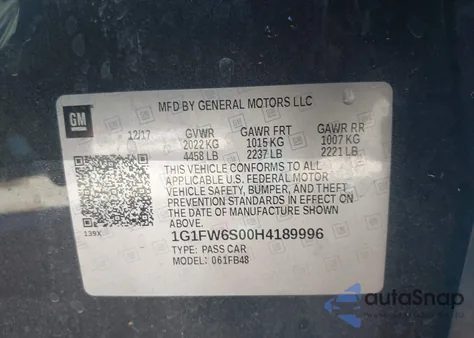 MFD BY GENERAL MOTORS LLC
GM
12/17 GVWR GAWR FRT GAWR RR
2022 KG 1015 KG 1007 KG
4458 LB 2237 LB 2221 LB
THIS VEHICLE CONFORMS TO ALL
APPLICABLE U.S. FEDERAL MOTOR
VEHICLE SAFETY, BUMPER, AND THEFT
PREVENTION STANDARDS IN EFFECT ON
THE DATE OF MANUFACTURE SHOWN
ABOVE.
139X
1G1FW6S00H4189996
TYPE: PASS CAR
MODEL: 061FB48
autoSnap